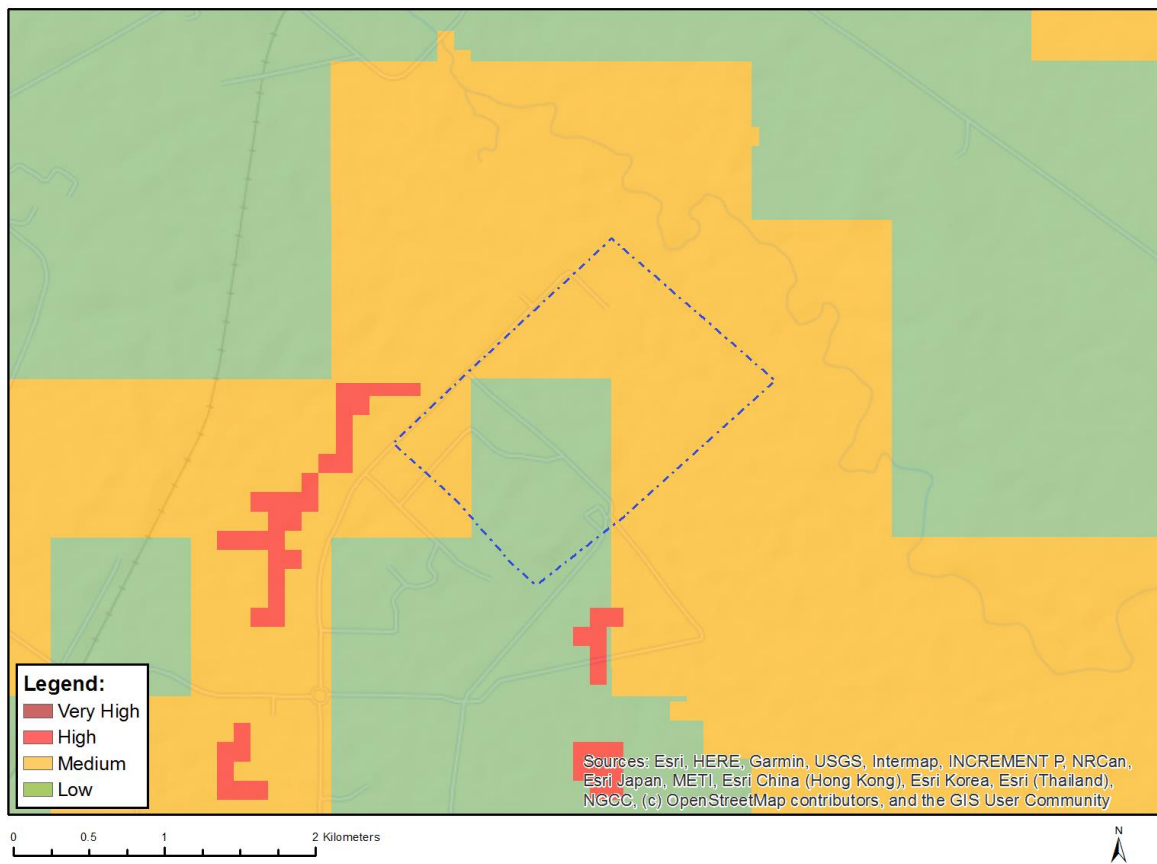 Legend:
Very High
High
Medium
Low
Sources: Esri, HERE, Garmin, USGS, Intermap, INCREMENT P, NRCan,
Esri Japan, METI, Esri China (Hong Kong), Esri Korea, Esri (Thailand),
NGCC, (c) OpenStreetMap contributors, and the GIS User Community
0 0.5 1 2 Kilometers
N